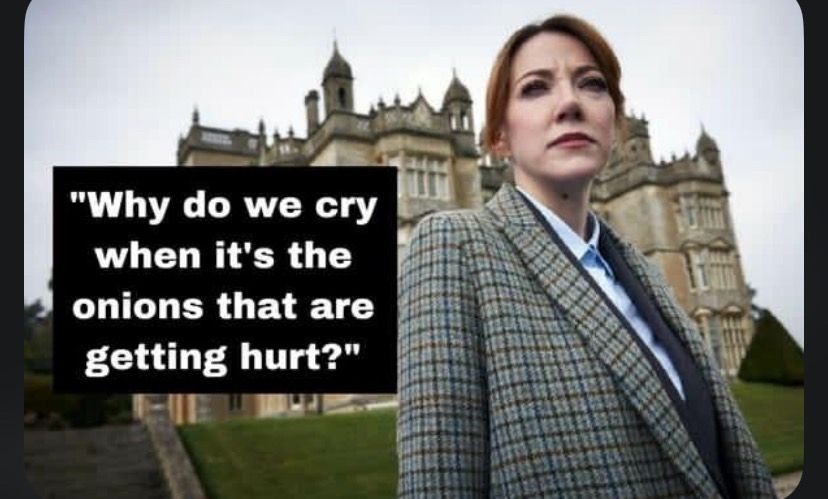 "Why do we cry
when it's the
onions that are
getting hurt?"